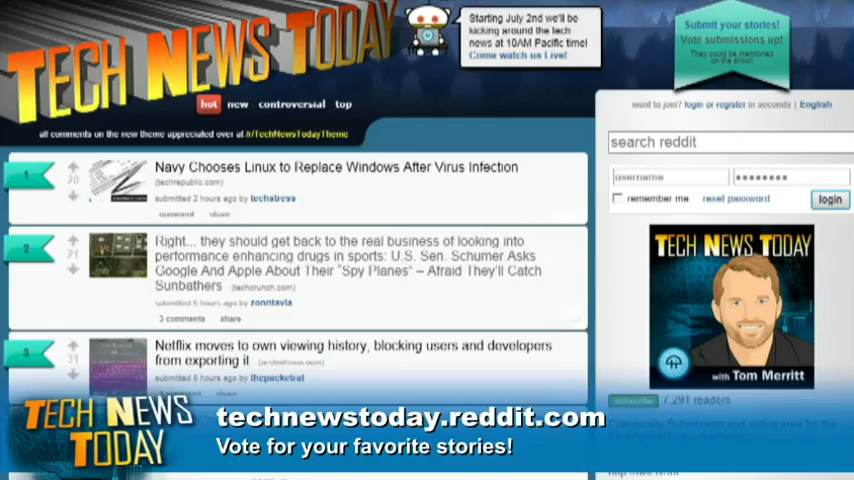 TECH NEWS TODAY
Starting July 2nd we'll be
kicking around the tech
news at 10AM Pacific time!
Come watch us Live!
Submit your stories!
Vote submissions up!
They could be mentioned
on the show!
hot new controversial top
want to join? login or register in seconds | English
all comments on the new theme appreciated over at /r/TechNewsTodayTheme
search reddit
username
remember me reset password login
1
20
Navy Chooses Linux to Replace Windows After Virus Infection
(techrepublic.com)
submitted 2 hours ago by techstress
comment share
2
21
Right... they should get back to the real business of looking into
performance enhancing drugs in sports: U.S. Sen. Schumer Asks
Google And Apple About Their "Spy Planes" – Afraid They'll Catch
Sunbathers (techcrunch.com)
submitted 5 hours ago by zonntavia
3 comments share
3
31
Netflix moves to own viewing history, blocking users and developers
from exporting it
submitted 8 hours ago by thepocketrat
share
TECH NEWS TODAY
with Tom Merritt
subscribe 7,291 readers
TECH NEWS
TODAY
technewstoday.reddit.com
Vote for your favorite stories!